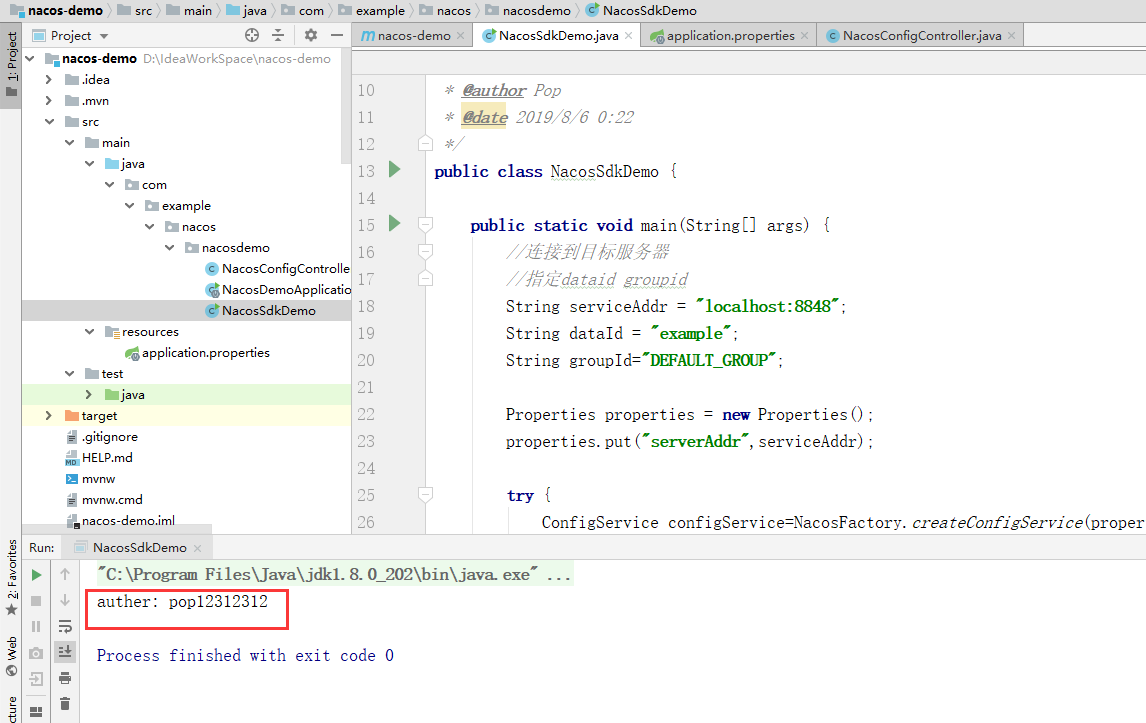 nacos-demo src main java com example nacos nacosdemo NacosSdkDemo
1: Project
Project
nacos-demo D:\IdeaWorkSpace\nacos-demo
.idea
.mvn
src
main
java
com
example
nacos
nacosdemo
NacosConfigControlle
NacosDemoApplicatio
NacosSdkDemo
resources
application.properties
test
java
target
.gitignore
HELP.md
mvnw
mvnw.cmd
nacos-demo.iml
m nacos-demo NacosSdkDemo.java application.properties NacosConfigController.java
10 * @author Pop
11 * @date 2019/8/6 0:22
12 */
13 public class NacosSdkDemo {
14
15 public static void main(String[] args) {
16 //连接到目标服务器
17 //指定dataid groupid
18 String serviceAddr = "localhost:8848";
19 String dataId = "example";
20 String groupId="DEFAULT_GROUP";
21
22 Properties properties = new Properties();
23 properties.put("serverAddr",serviceAddr);
24
25 try {
26 ConfigService configService=NacosFactory.createConfigService(proper
Run: NacosSdkDemo
"C:\Program Files\Java\jdk1.8.0_202\bin\java.exe" ...
auther: pop12312312
Process finished with exit code 0
2: Favorites
Web
cture